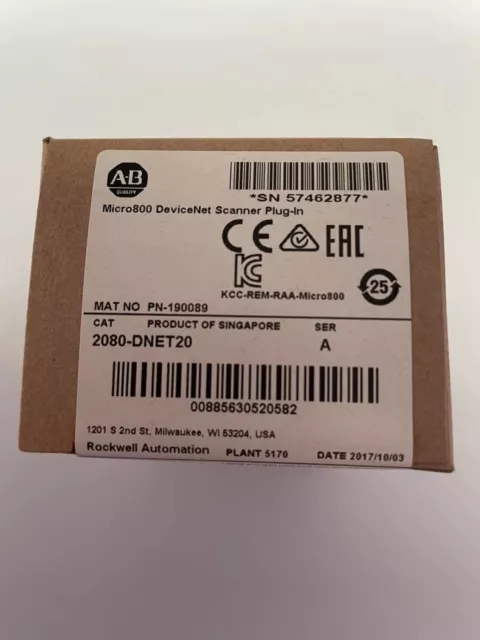 A-B
QUALITY
*SN 57462877*
Micro800 DeviceNet Scanner Plug-In
CE EAC
KC
KCC-REM-RAA-Micro800
25
MAT NO PN-190089
CAT PRODUCT OF SINGAPORE SER
2080-DNET20 A
00885630520582
1201 S 2nd St, Milwaukee, WI 53204, USA
Rockwell Automation PLANT 5170 DATE 2017/10/03